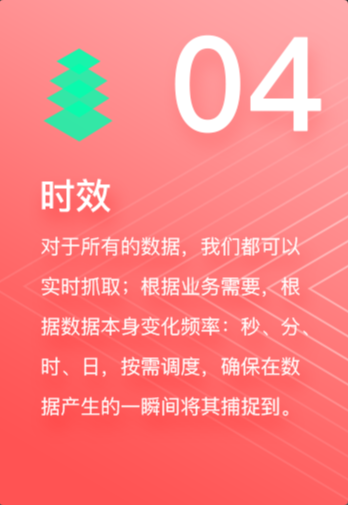 04
时效
对于所有的数据，我们都可以
实时抓取；根据业务需要，根
据数据本身变化频率：秒、分、
时、日，按需调度，确保在数
据产生的一瞬间将其捕捉到。